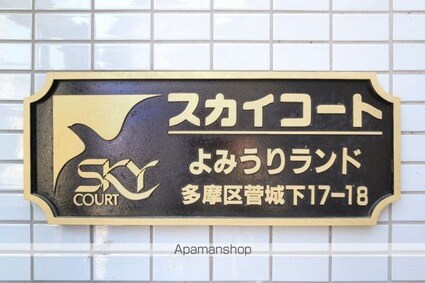 スカイコート
SKY
COURT
よみうりランド
多摩区菅城下17-18
Apamanshop